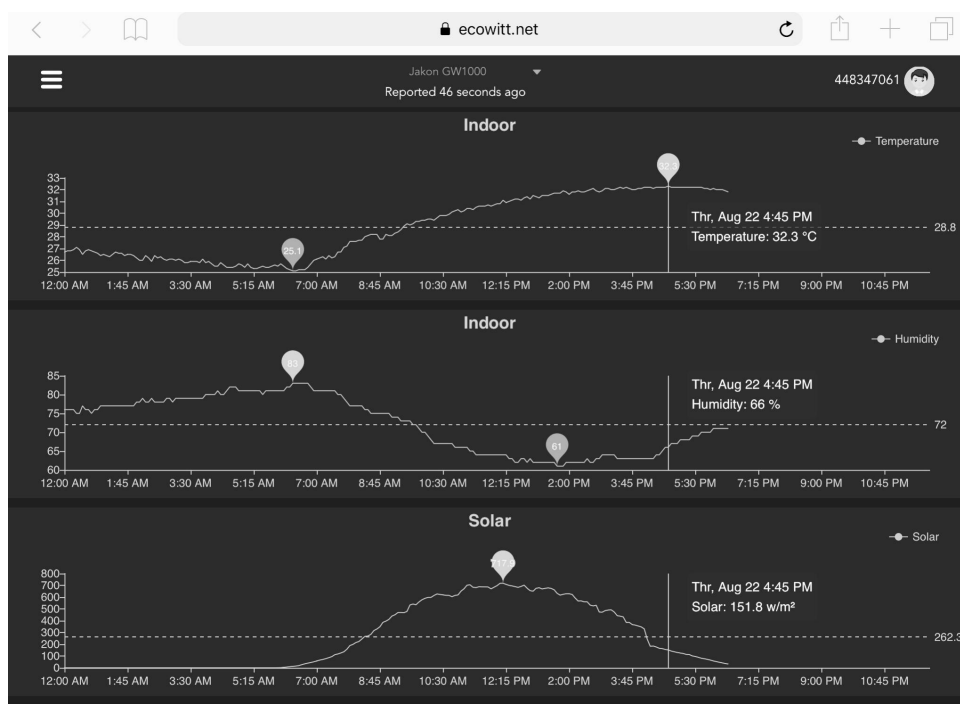 ecowitt.net
Jakon GW1000
Reported 46 seconds ago
448347061
Indoor
Temperature
33
32
31
30
29
28
27
26
25
32.3
25.1
28.8
Thr, Aug 22 4:45 PM
Temperature: 32.3 °C
12:00 AM 1:45 AM 3:30 AM 5:15 AM 7:00 AM 8:45 AM 10:30 AM 12:15 PM 2:00 PM 3:45 PM 5:30 PM 7:15 PM 9:00 PM 10:45 PM
Indoor
Humidity
85
80
75
70
65
60
83
61
72
Thr, Aug 22 4:45 PM
Humidity: 66 %
12:00 AM 1:45 AM 3:30 AM 5:15 AM 7:00 AM 8:45 AM 10:30 AM 12:15 PM 2:00 PM 3:45 PM 5:30 PM 7:15 PM 9:00 PM 10:45 PM
Solar
Solar
800
700
600
500
400
300
200
100
0
262.3
Thr, Aug 22 4:45 PM
Solar: 151.8 w/m²
12:00 AM 1:45 AM 3:30 AM 5:15 AM 7:00 AM 8:45 AM 10:30 AM 12:15 PM 2:00 PM 3:45 PM 5:30 PM 7:15 PM 9:00 PM 10:45 PM